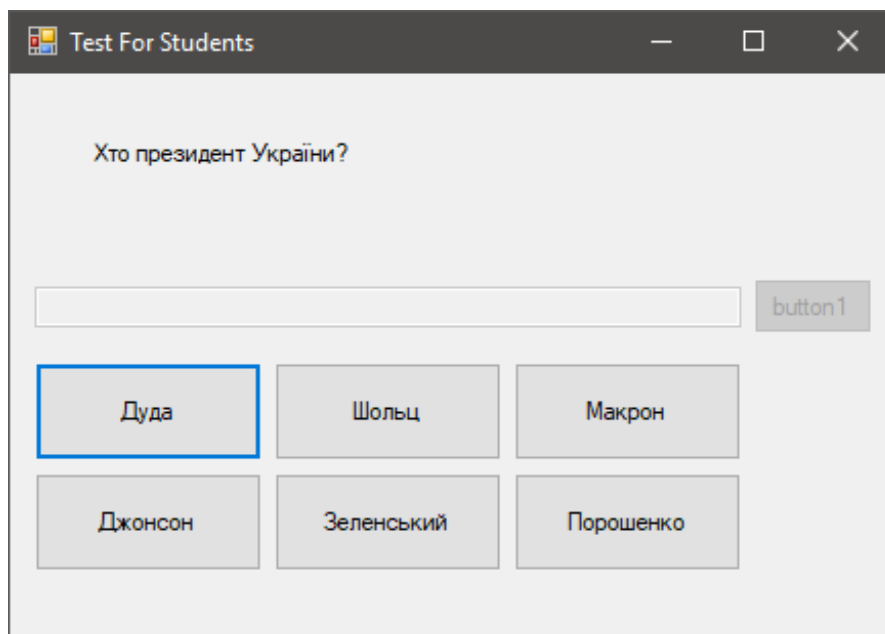 Test For Students
Хто президент України?
button1
Дуда Шольц Макрон
Джонсон Зеленський Порошенко